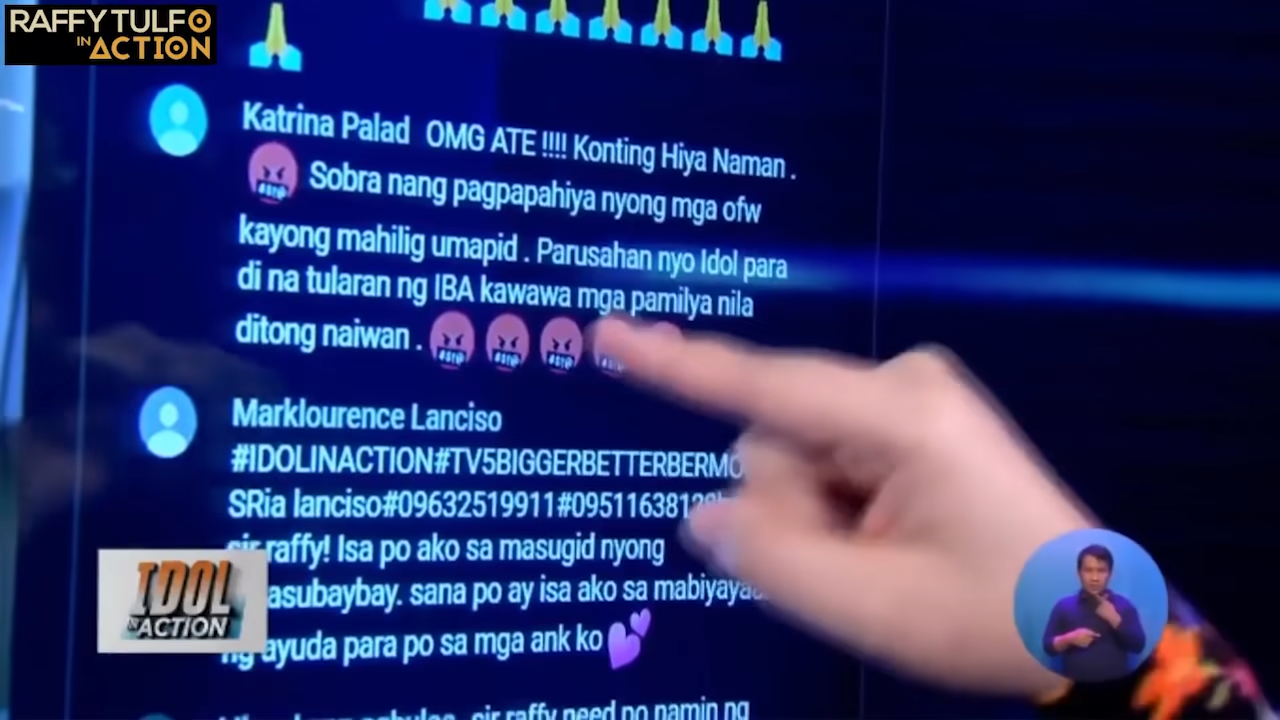 RAFFY TULFO
IN ACTION
Katrina Palad OMG ATE !!!! Konting Hiya Naman .
🤬 Sobra nang pagpapahiya nyong mga ofw
kayong mahilig umapid . Parusahan nyo Idol para
di na tularan ng IBA kawawa mga pamilya nila
ditong naiwan . 🤬🤬🤬🤬
Marklourence Lanciso
#IDOLINACTION#TV5BIGGERBETTERBERMO
SRia lanciso#09632519911#0951163812
sir raffy! Isa po ako sa masugid nyong
asubaybay. sana po ay isa ako sa mabiyayaa
ng ayuda para po sa mga ank ko 💕
sir raffy need po namin ng
IDOL
IN ACTION